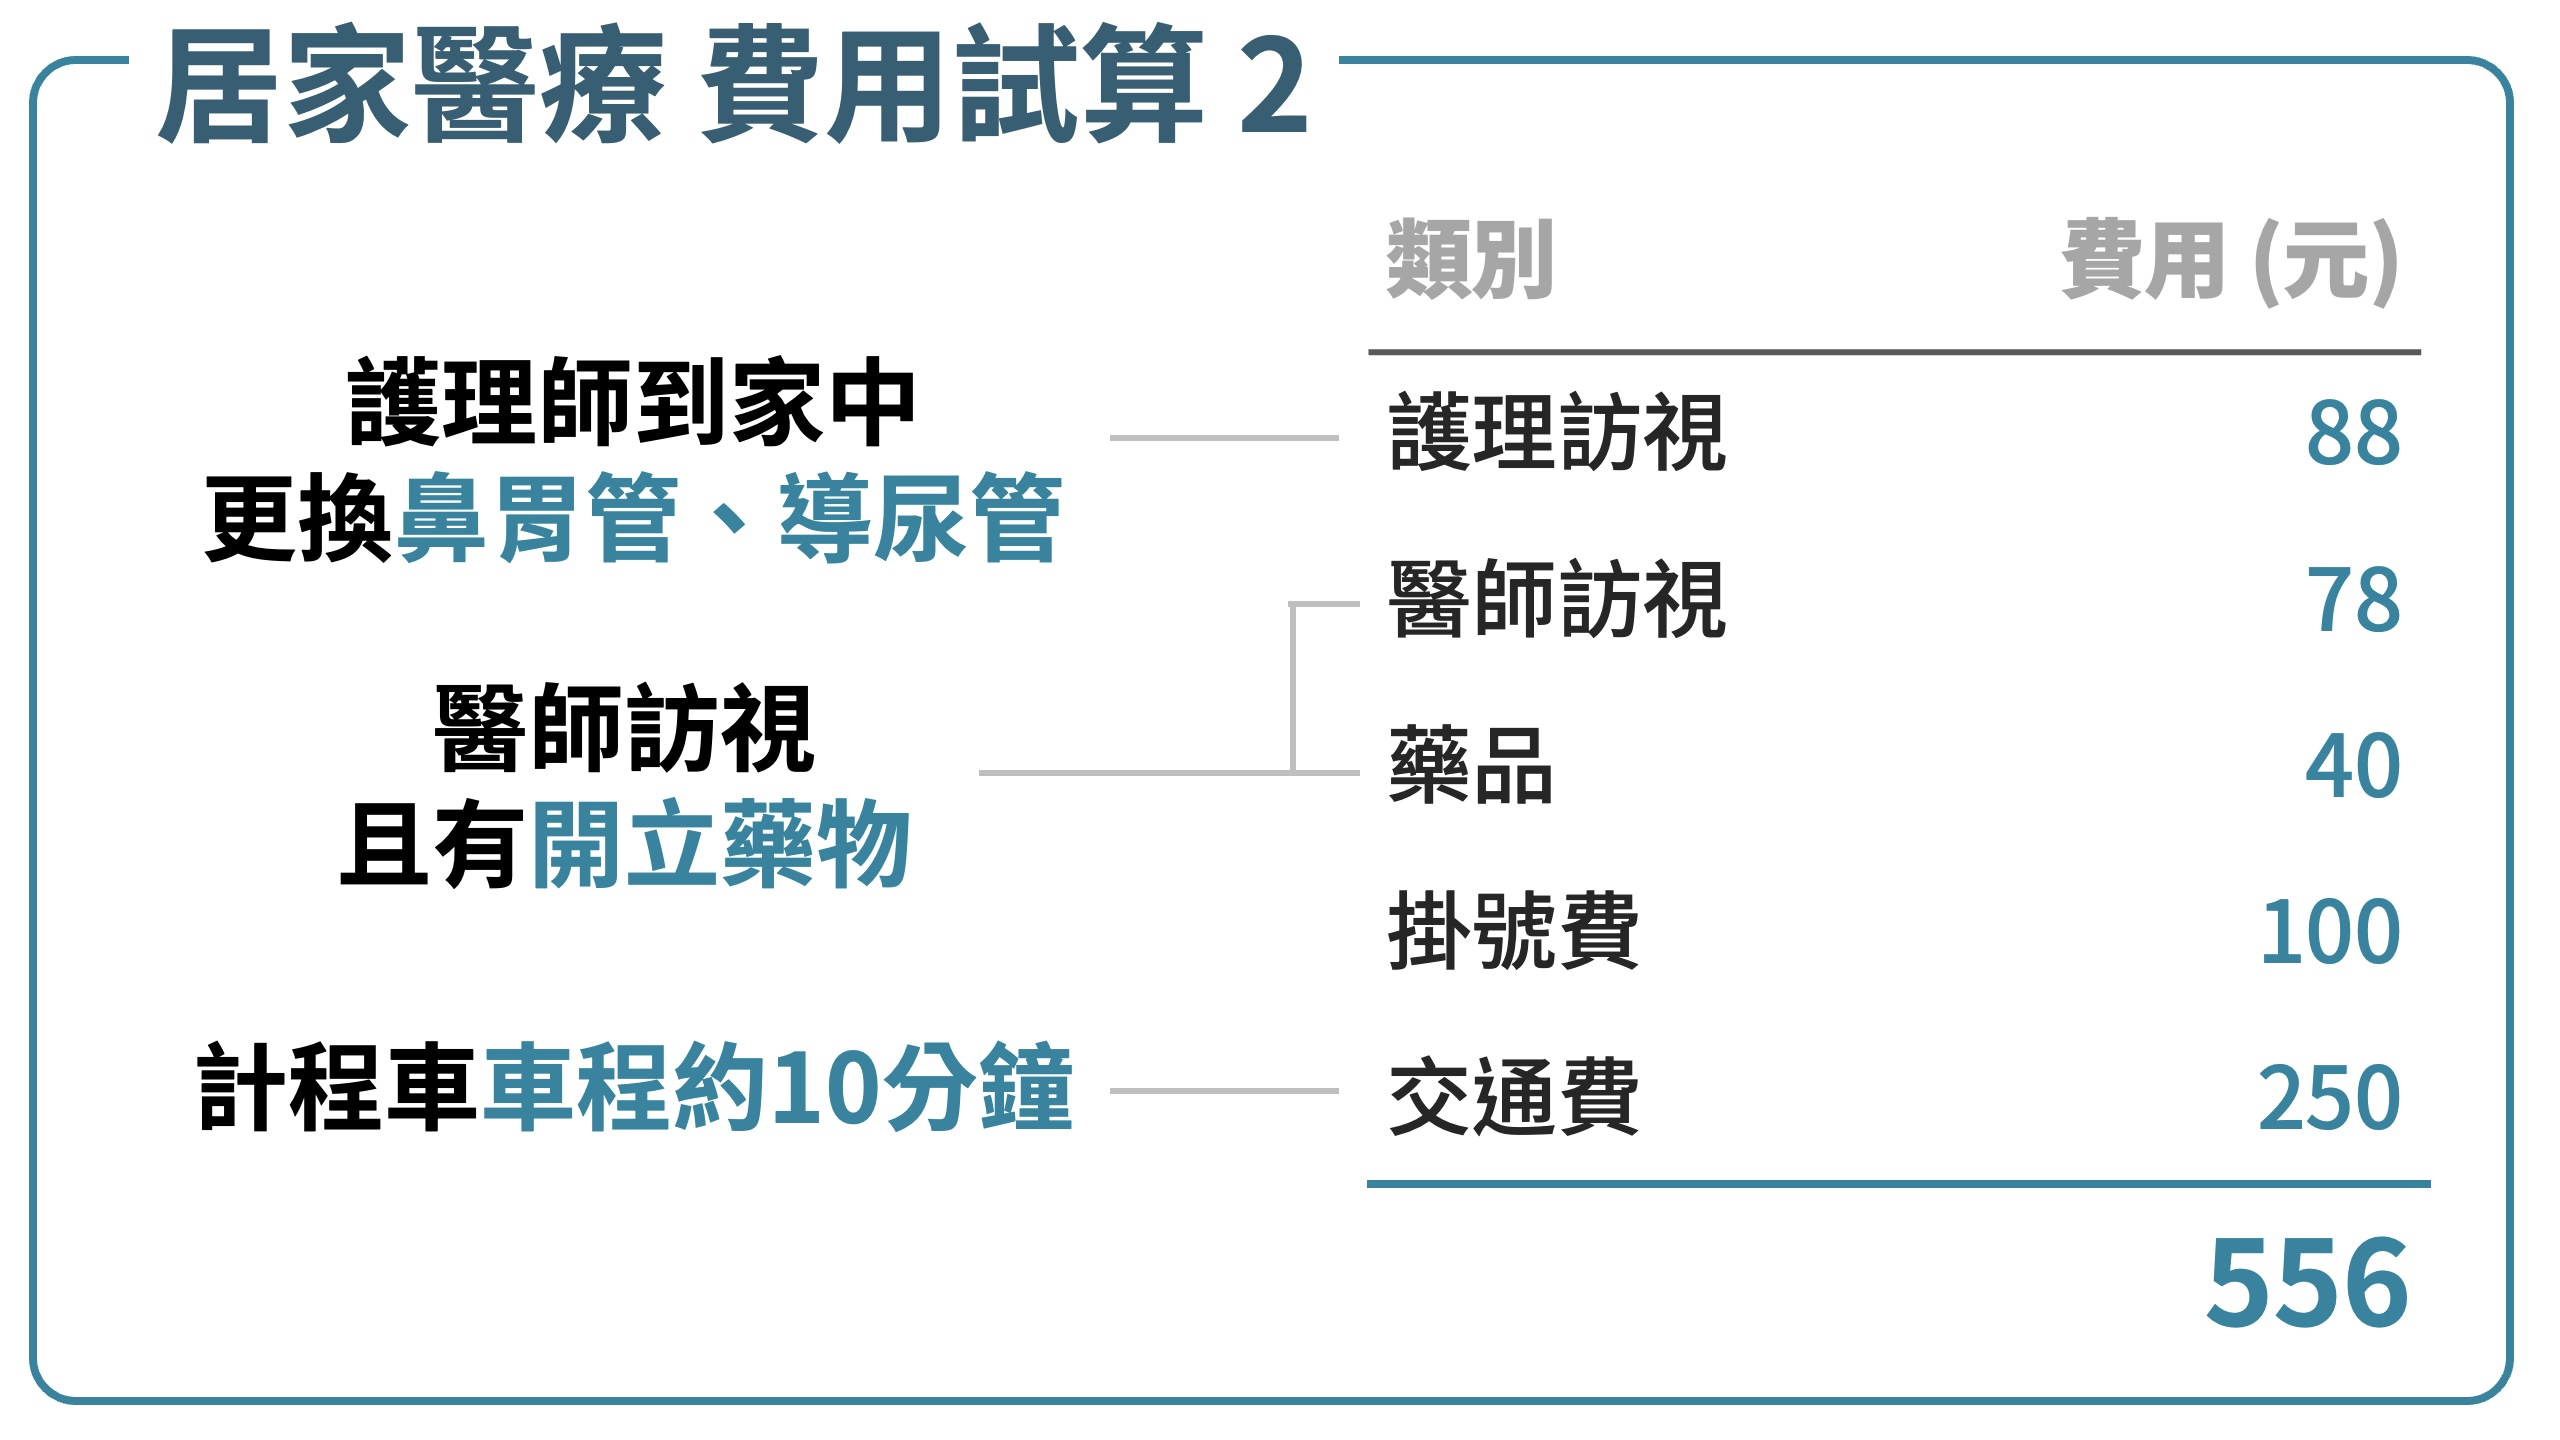 居家醫療 費用試算 2
護理師到家中
更換鼻胃管、導尿管
醫師訪視
且有開立藥物
計程車車程約10分鐘
類別 費用 (元)
護理訪視 88
醫師訪視 78
藥品 40
掛號費 100
交通費 250
556